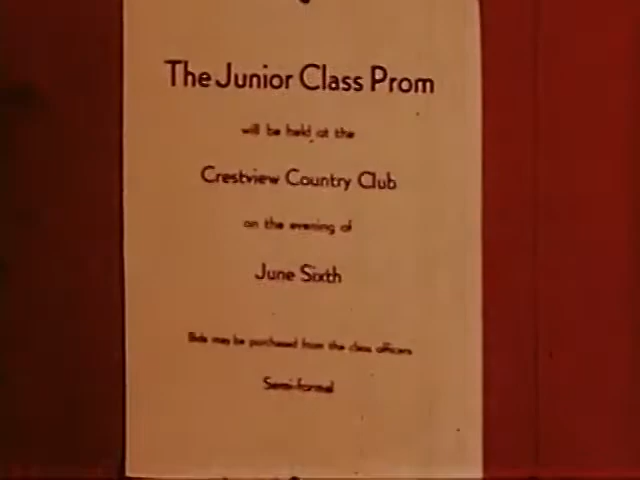 The Junior Class Prom
will be held at the
Crestview Country Club
on the evening of
June Sixth
Bids may be purchased from the class officers
Semi-formal